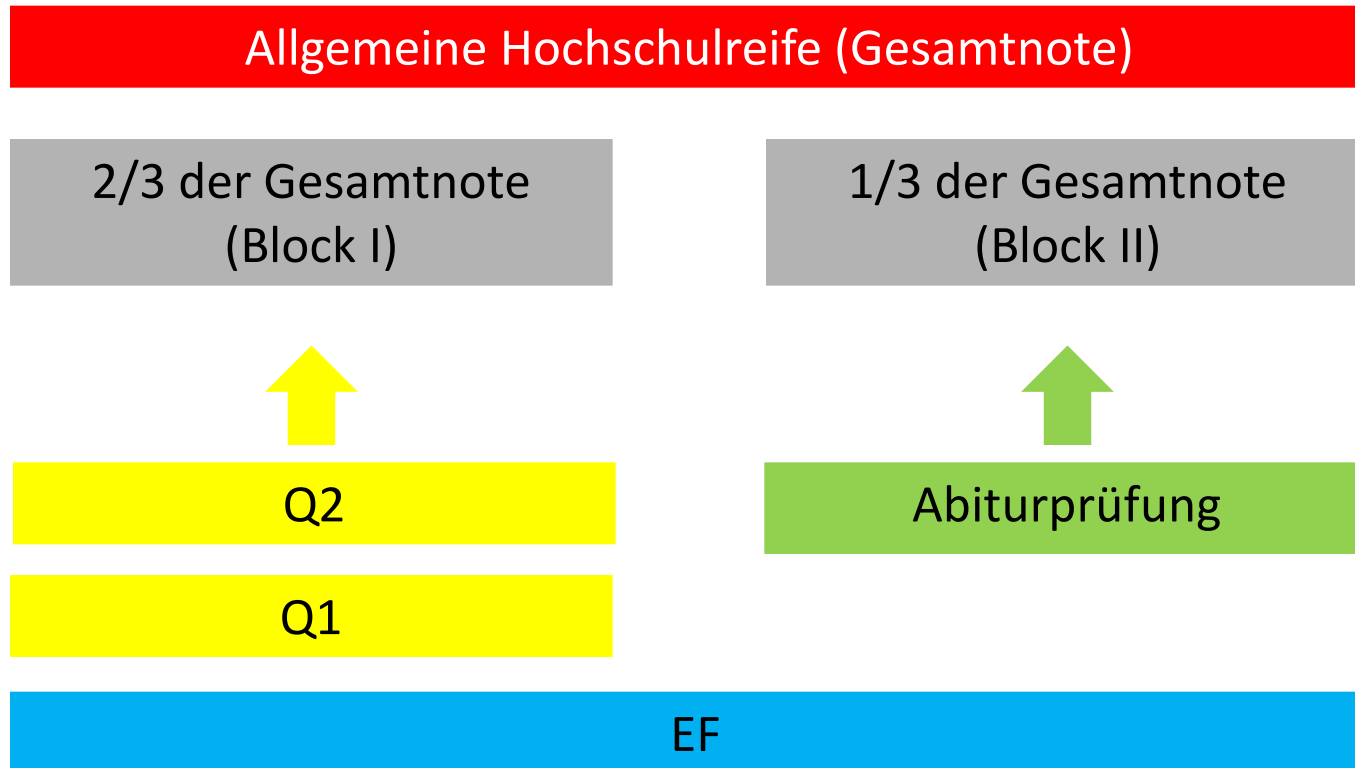 Allgemeine Hochschulreife (Gesamtnote)
2/3 der Gesamtnote
(Block I)
1/3 der Gesamtnote
(Block II)
Q2
Abiturprüfung
Q1
EF